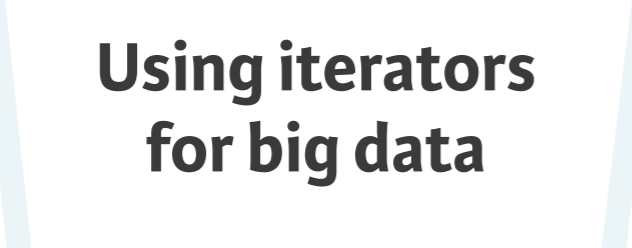 Using iterators
for big data